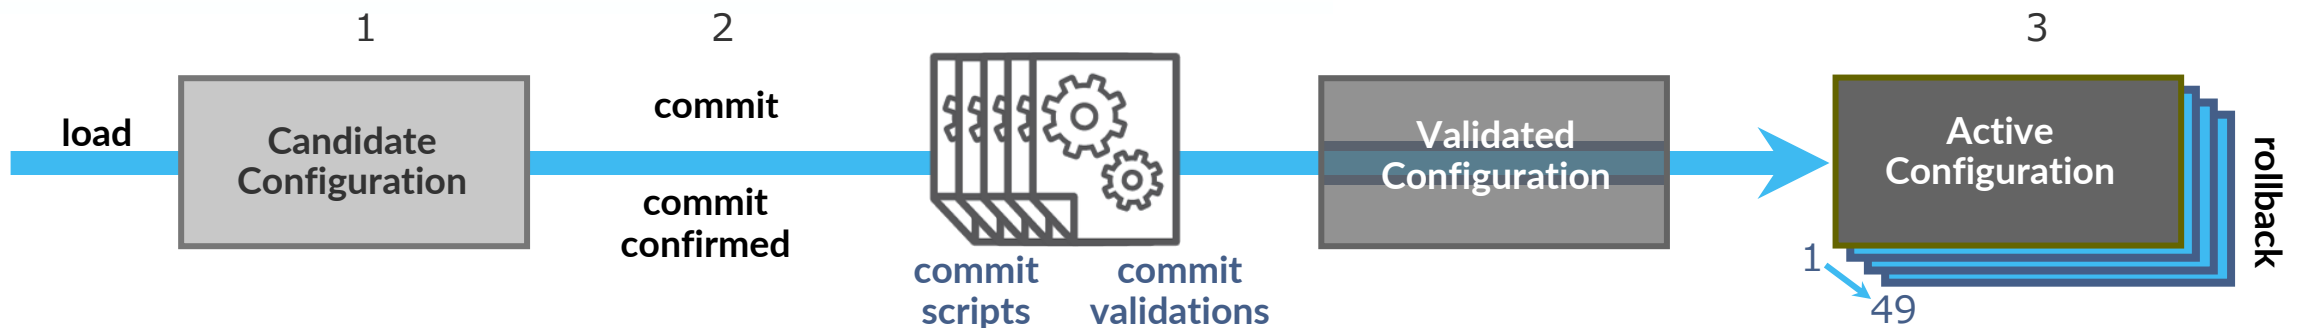 1
2
3
load
Candidate
Configuration
commit
commit
confirmed
commit
scripts
commit
validations
Validated
Configuration
Active
Configuration
rollback
1
49